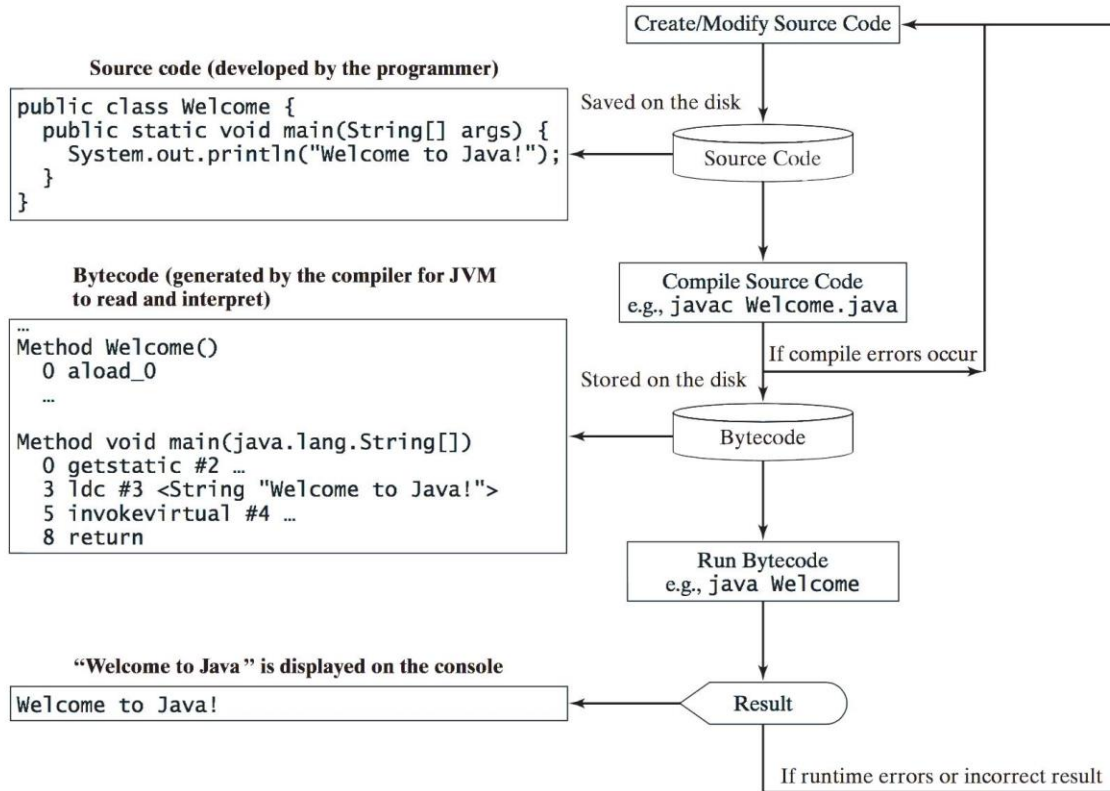 Create/Modify Source Code
Source code (developed by the programmer)
public class Welcome {
  public static void main(String[] args) {
    System.out.println("Welcome to Java!");
  }
}
Saved on the disk
Source Code
Compile Source Code
e.g., javac Welcome.java
If compile errors occur
Bytecode (generated by the compiler for JVM
to read and interpret)
…
Method Welcome()
  0 aload_0
  …
Method void main(java.lang.String[])
  0 getstatic #2 …
  3 ldc #3 <String "Welcome to Java!">
  5 invokevirtual #4 …
  8 return
Stored on the disk
Bytecode
Run Bytecode
e.g., java Welcome
“Welcome to Java” is displayed on the console
Welcome to Java!
Result
If runtime errors or incorrect result